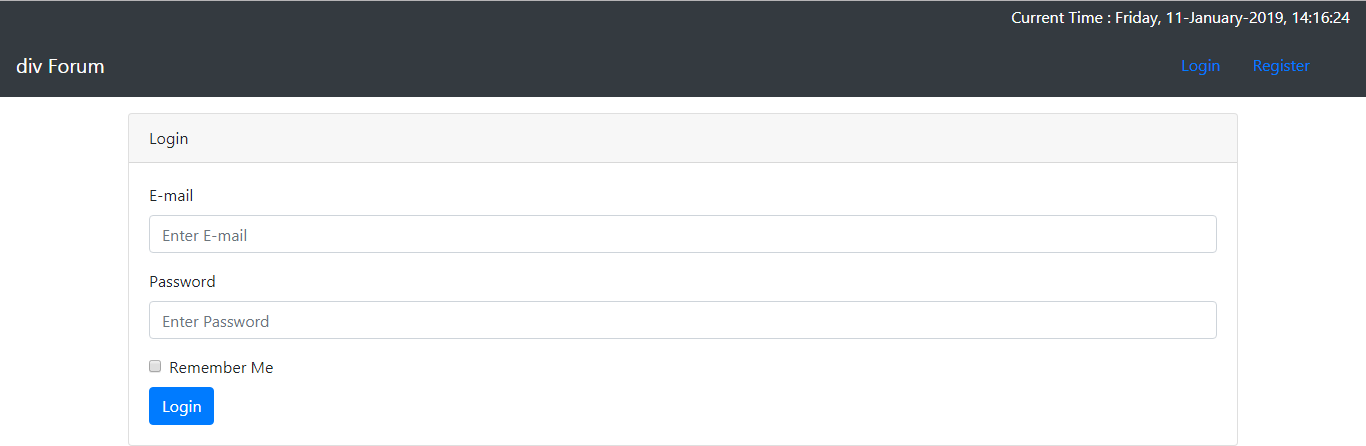 Current Time : Friday, 11-January-2019, 14:16:24
div Forum
Login
Register
Login
E-mail
Enter E-mail
Password
Enter Password
Remember Me
Login